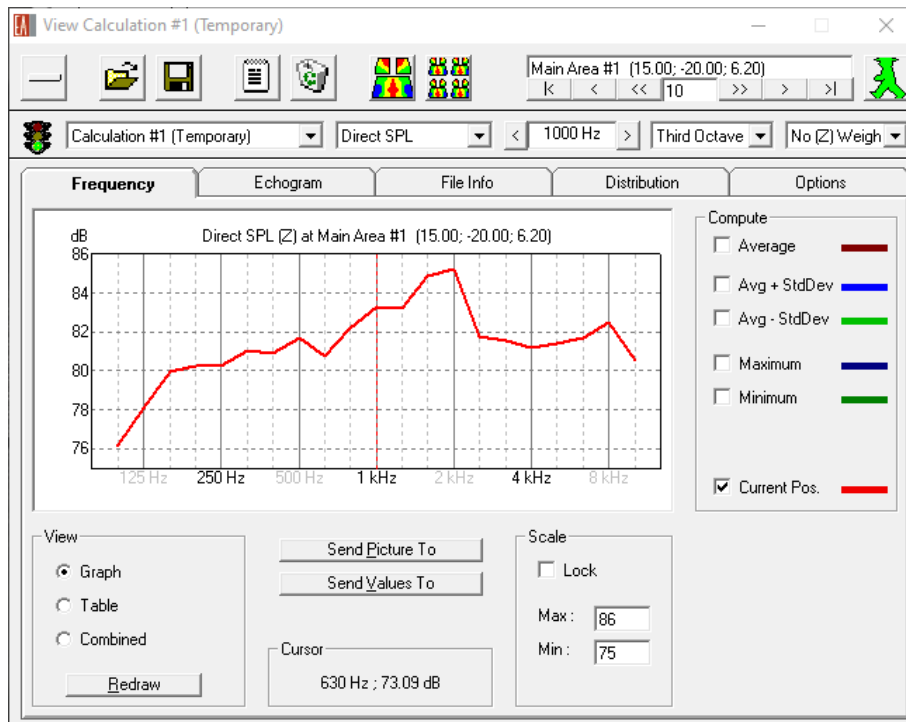 EA View Calculation #1 (Temporary)
Main Area #1 (15.00; -20.00; 6.20)
|< < << 10 >> > >|
Calculation #1 (Temporary) Direct SPL < 1000 Hz > Third Octave No (Z) Weigh
Frequency Echogram File Info Distribution Options
dB Direct SPL (Z) at Main Area #1 (15.00; -20.00; 6.20)
86
84
82
80
78
76
125 Hz 250 Hz 500 Hz 1 kHz 2 kHz 4 kHz 8 kHz
Compute
Average
Avg + StdDev
Avg - StdDev
Maximum
Minimum
Current Pos.
View
Graph
Table
Combined
Redraw
Send Picture To
Send Values To
Cursor
630 Hz ; 73.09 dB
Scale
Lock
Max : 86
Min : 75